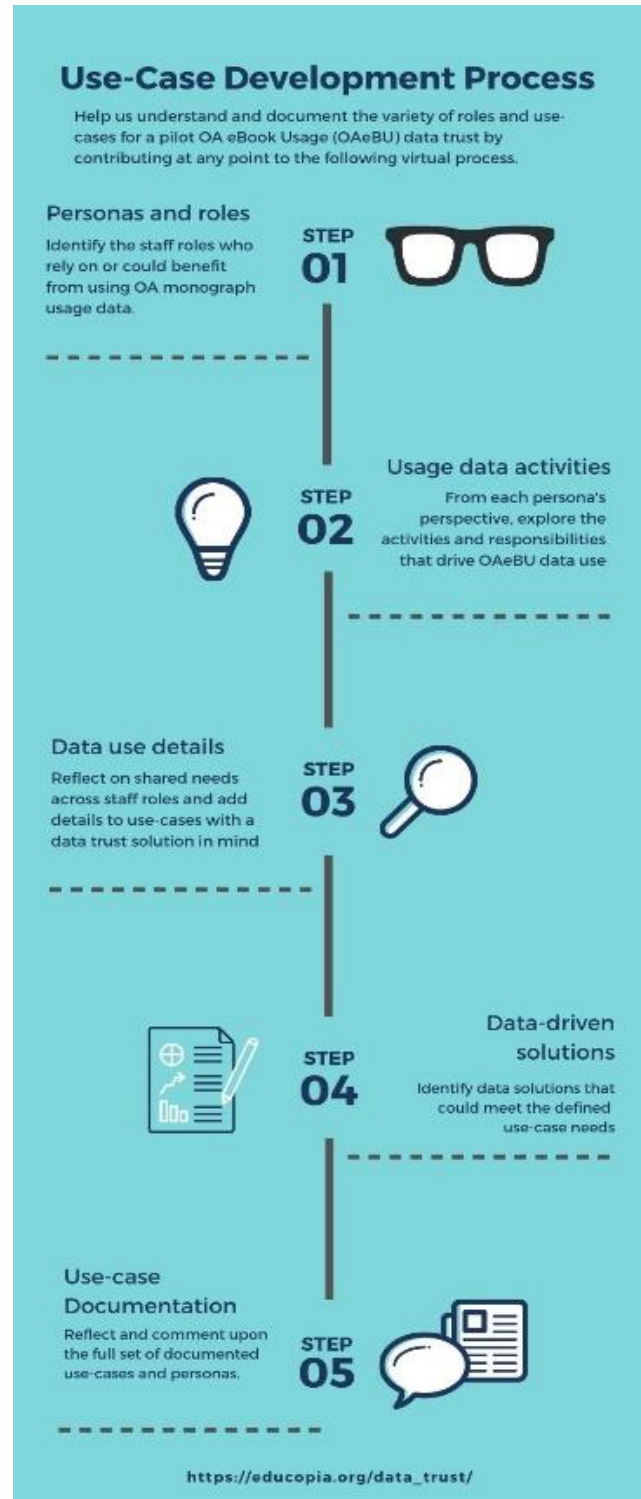 Use-Case Development Process
Help us understand and document the variety of roles and use-
cases for a pilot OA eBook Usage (OAeBU) data trust by
contributing at any point to the following virtual process.
Personas and roles
Identify the staff roles who
rely on or could benefit
from using OA monograph
usage data.
STEP
01
Usage data activities
From each persona's
perspective, explore the
activities and responsibilities
that drive OAeBU data use
STEP
02
Data use details
Reflect on shared needs
across staff roles and add
details to use-cases with a
data trust solution in mind
STEP
03
Data-driven
solutions
Identify data solutions that
could meet the defined
use-case needs
STEP
04
Use-case
Documentation
Reflect and comment upon
the full set of documented
use-cases and personas.
STEP
05
https://educopia.org/data_trust/